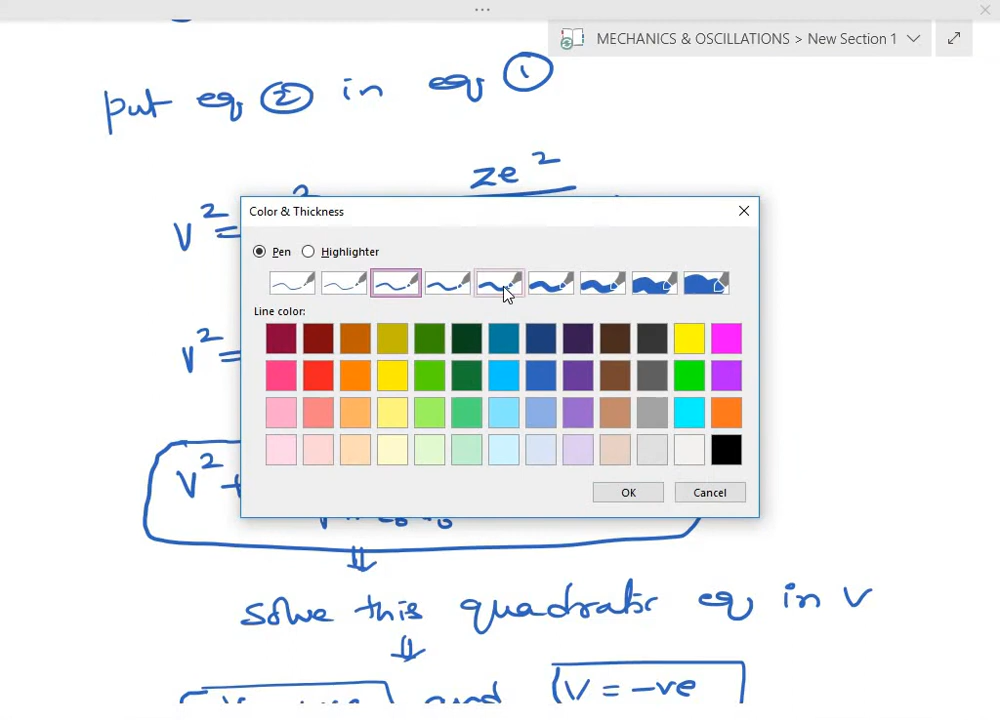 MECHANICS & OSCILLATIONS > New Section 1
put eq ② in eq ①
ze²
v² =
Color & Thickness
Pen Highlighter
Line color:
v² =
v² +
OK Cancel
⇓
solve this quadratic eq in v
⇓
and v = -ve